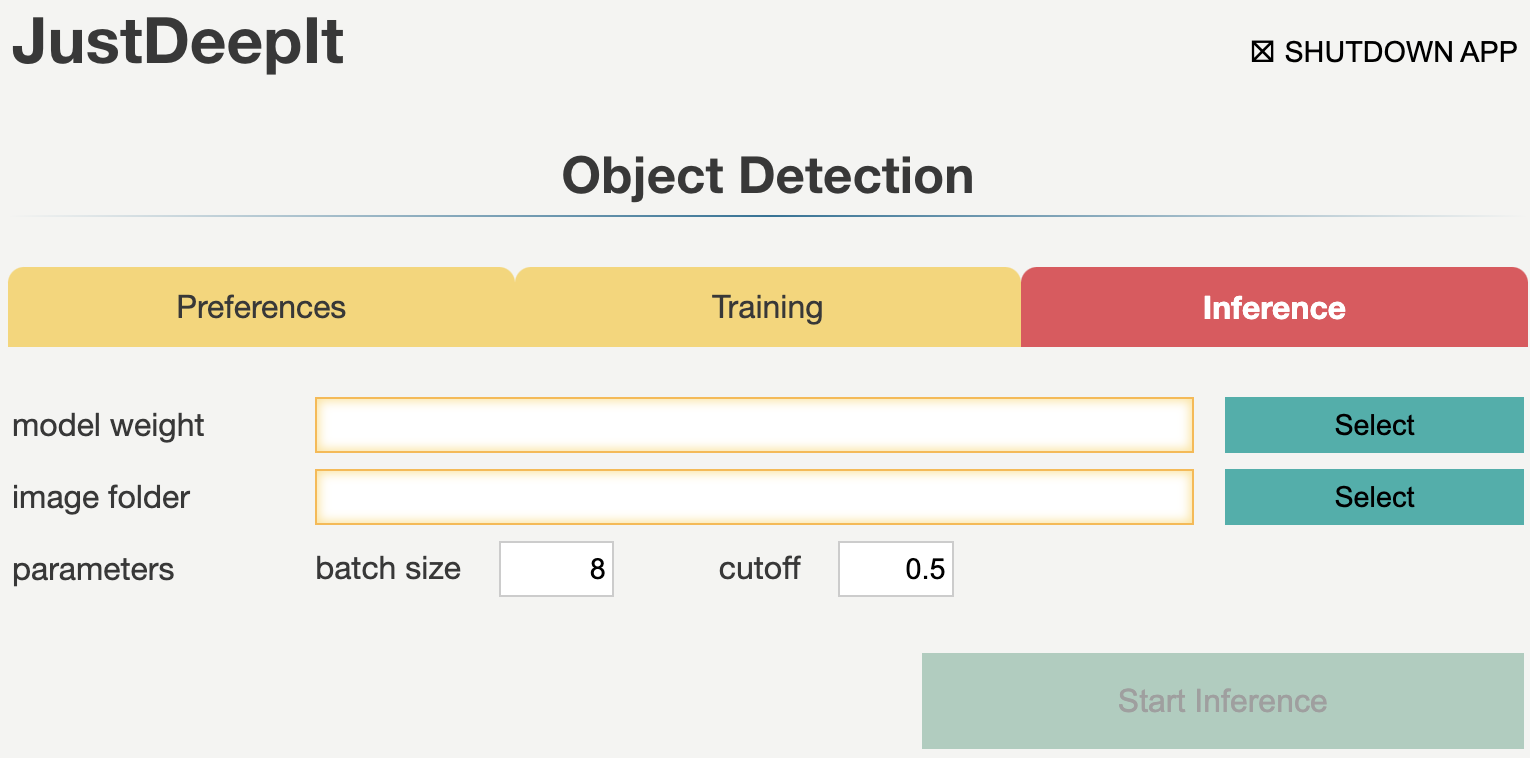 JustDeepIt
☒ SHUTDOWN APP
Object Detection
Preferences Training Inference
model weight Select
image folder Select
parameters batch size 8 cutoff 0.5
Start Inference